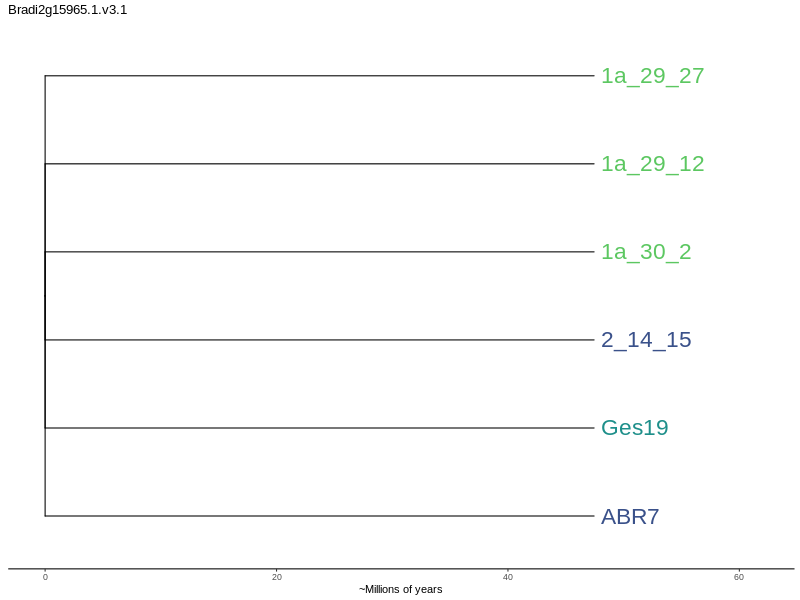 Bradi2g15965.1.v3.1
1a_29_27
1a_29_12
1a_30_2
2_14_15
Ges19
ABR7
0 20 40 60
~Millions of years